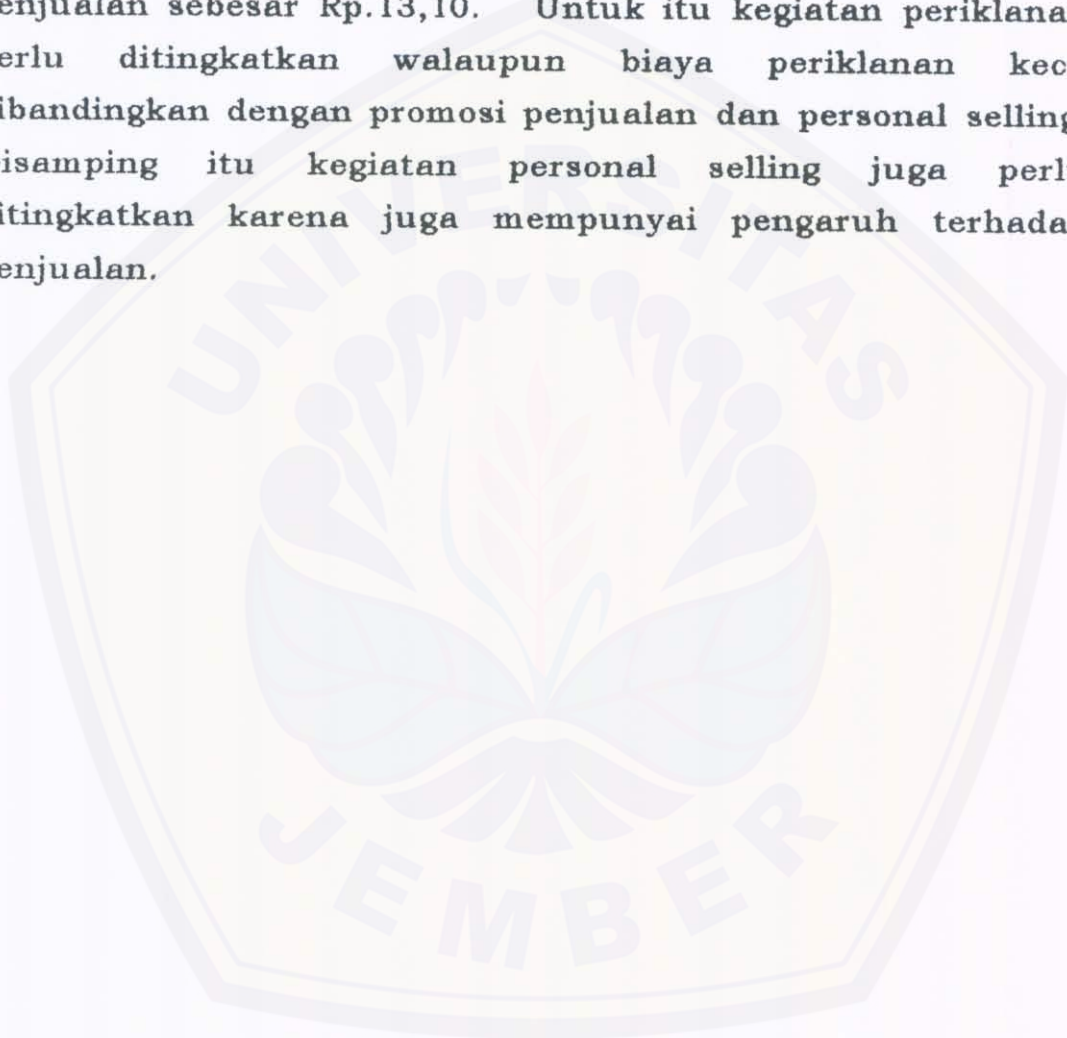 enjualan sebesar Rp.13,10. Untuk itu kegiatan periklana
erlu ditingkatkan walaupun biaya periklanan kec
ibandingkan dengan promosi penjualan dan personal selling
isamping itu kegiatan personal selling juga perl
itingkatkan karena juga mempunyai pengaruh terhada
enjualan.
UNIVERSITAS
JEMBER